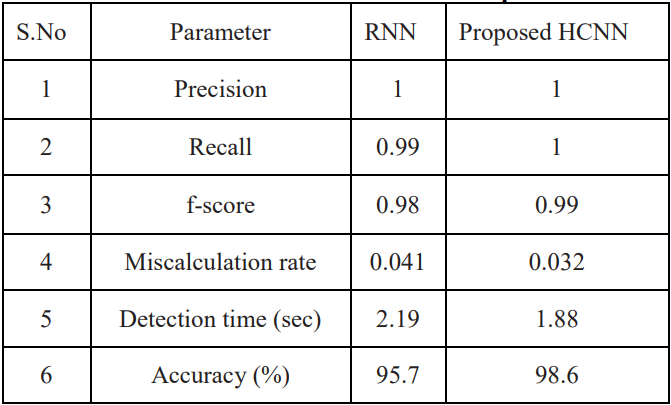 S.No Parameter RNN Proposed HCNN
1 Precision 1 1
2 Recall 0.99 1
3 f-score 0.98 0.99
4 Miscalculation rate 0.041 0.032
5 Detection time (sec) 2.19 1.88
6 Accuracy (%) 95.7 98.6